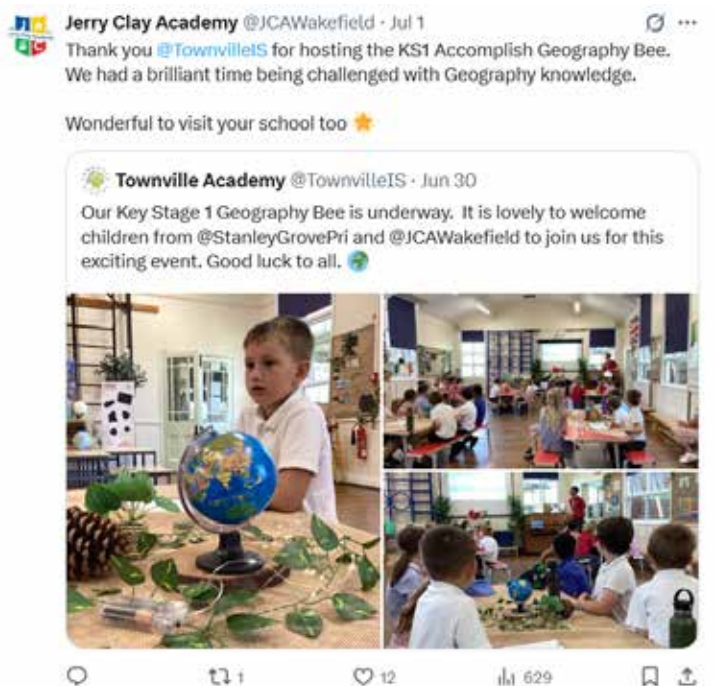 Jerry Clay Academy @JCAWakefield · Jul 1
Thank you @TownvilleIS for hosting the KS1 Accomplish Geography Bee.
We had a brilliant time being challenged with Geography knowledge.
Wonderful to visit your school too
Townville Academy @TownvilleIS · Jun 30
Our Key Stage 1 Geography Bee is underway. It is lovely to welcome
children from @StanleyGrovePri and @JCAWakefield to join us for this
exciting event. Good luck to all.
1
12
629